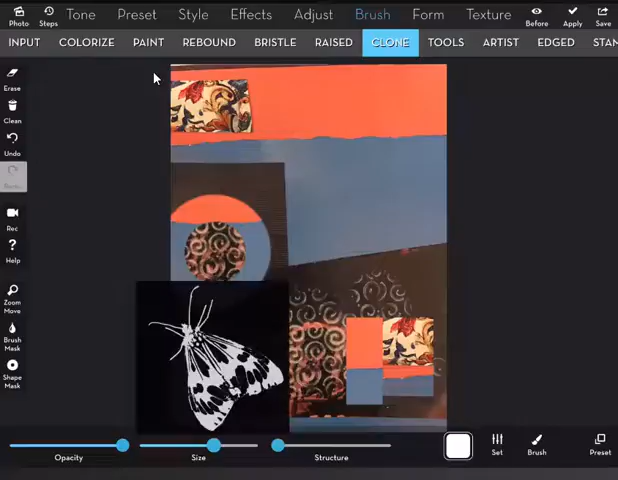 Photo Steps Tone Preset Style Effects Adjust Brush Form Texture Before Apply Save
INPUT COLORIZE PAINT REBOUND BRISTLE RAISED CLONE TOOLS ARTIST EDGED STAM
Erase
Clean
Undo
Redo
Rec
Help
Zoom
Move
Brush
Mask
Shape
Mask
Opacity Size Structure Set Brush Preset